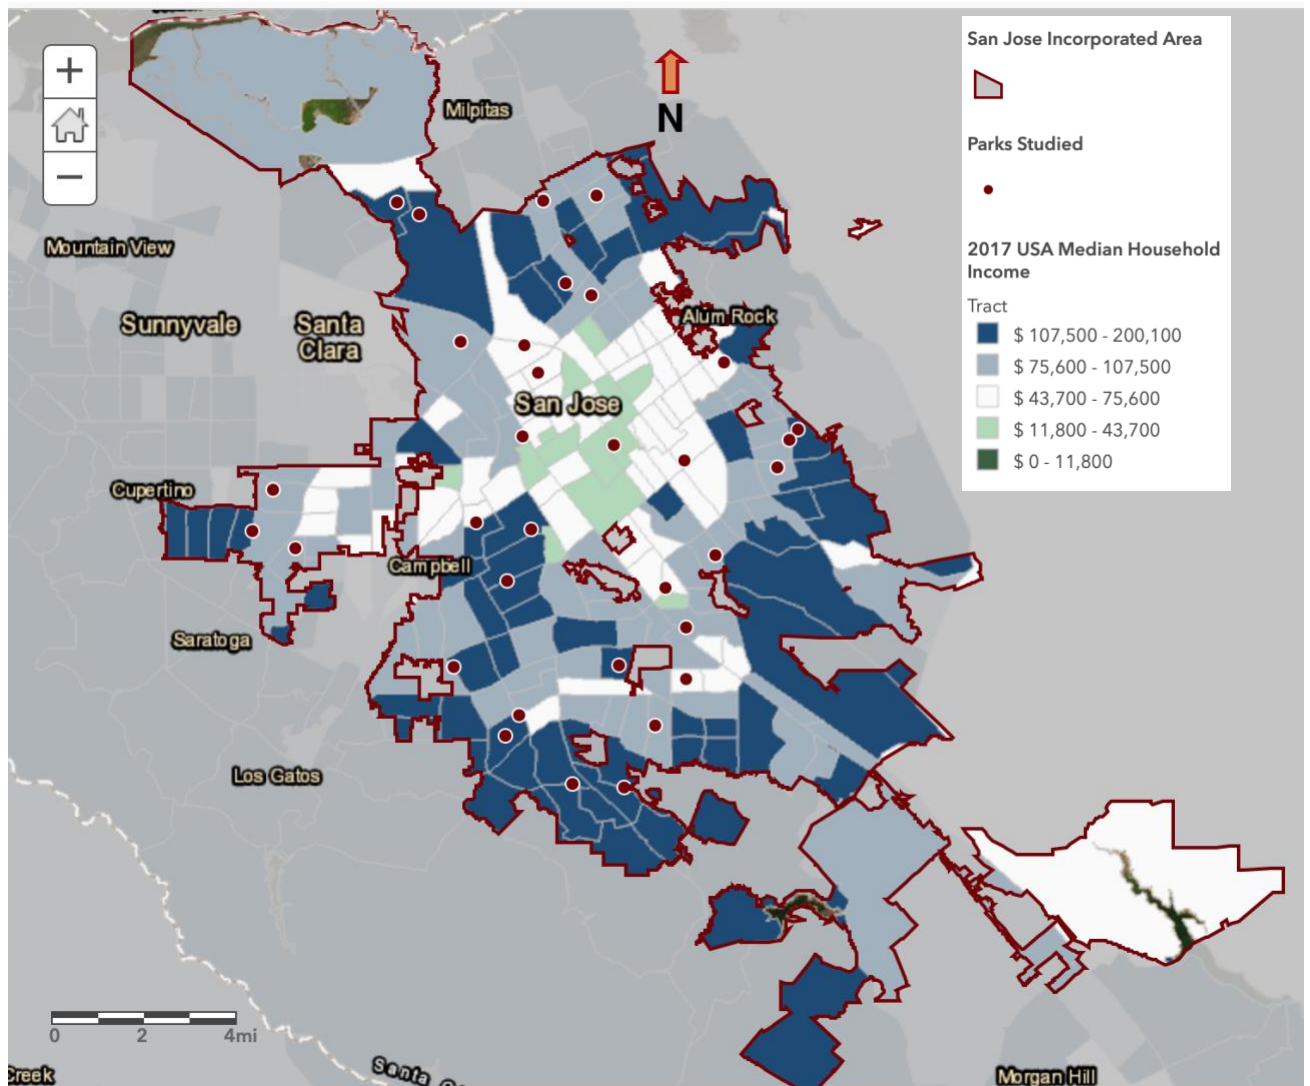 San Jose Incorporated Area
Parks Studied
2017 USA Median Household
Income
Tract
$ 107,500 - 200,100
$ 75,600 - 107,500
$ 43,700 - 75,600
$ 11,800 - 43,700
$ 0 - 11,800
+
−
N
Milpitas
Mountain View
Sunnyvale
Santa
Clara
Alum Rock
San Jose
Cupertino
Campbell
Saratoga
Los Gatos
0 2 4mi
Creek
Santa
Morgan Hill